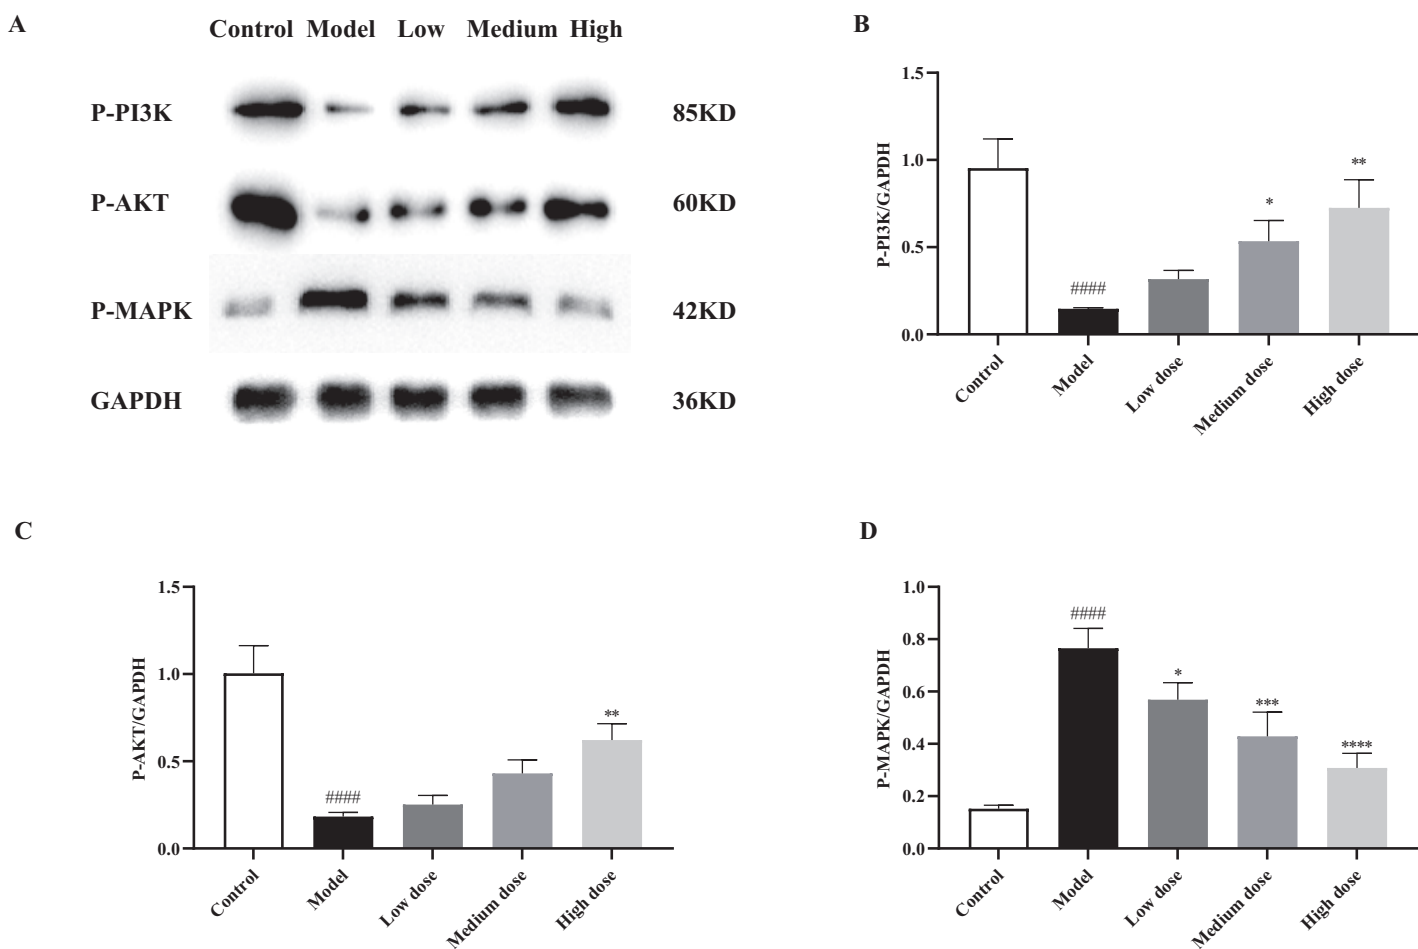 A
Control Model Low Medium High
P-PI3K 85KD
P-AKT 60KD
P-MAPK 42KD
GAPDH 36KD
B
P-PI3K/GAPDH
1.5
1.0
0.5
0.0
####
*
**
Control
Model
Low dose
Medium dose
High dose
C
P-AKT/GAPDH
1.5
1.0
0.5
0.0
####
**
Control
Model
Low dose
Medium dose
High dose
D
P-MAPK/GAPDH
1.0
0.8
0.6
0.4
0.2
0.0
####
*
***
****
Control
Model
Low dose
Medium dose
High dose